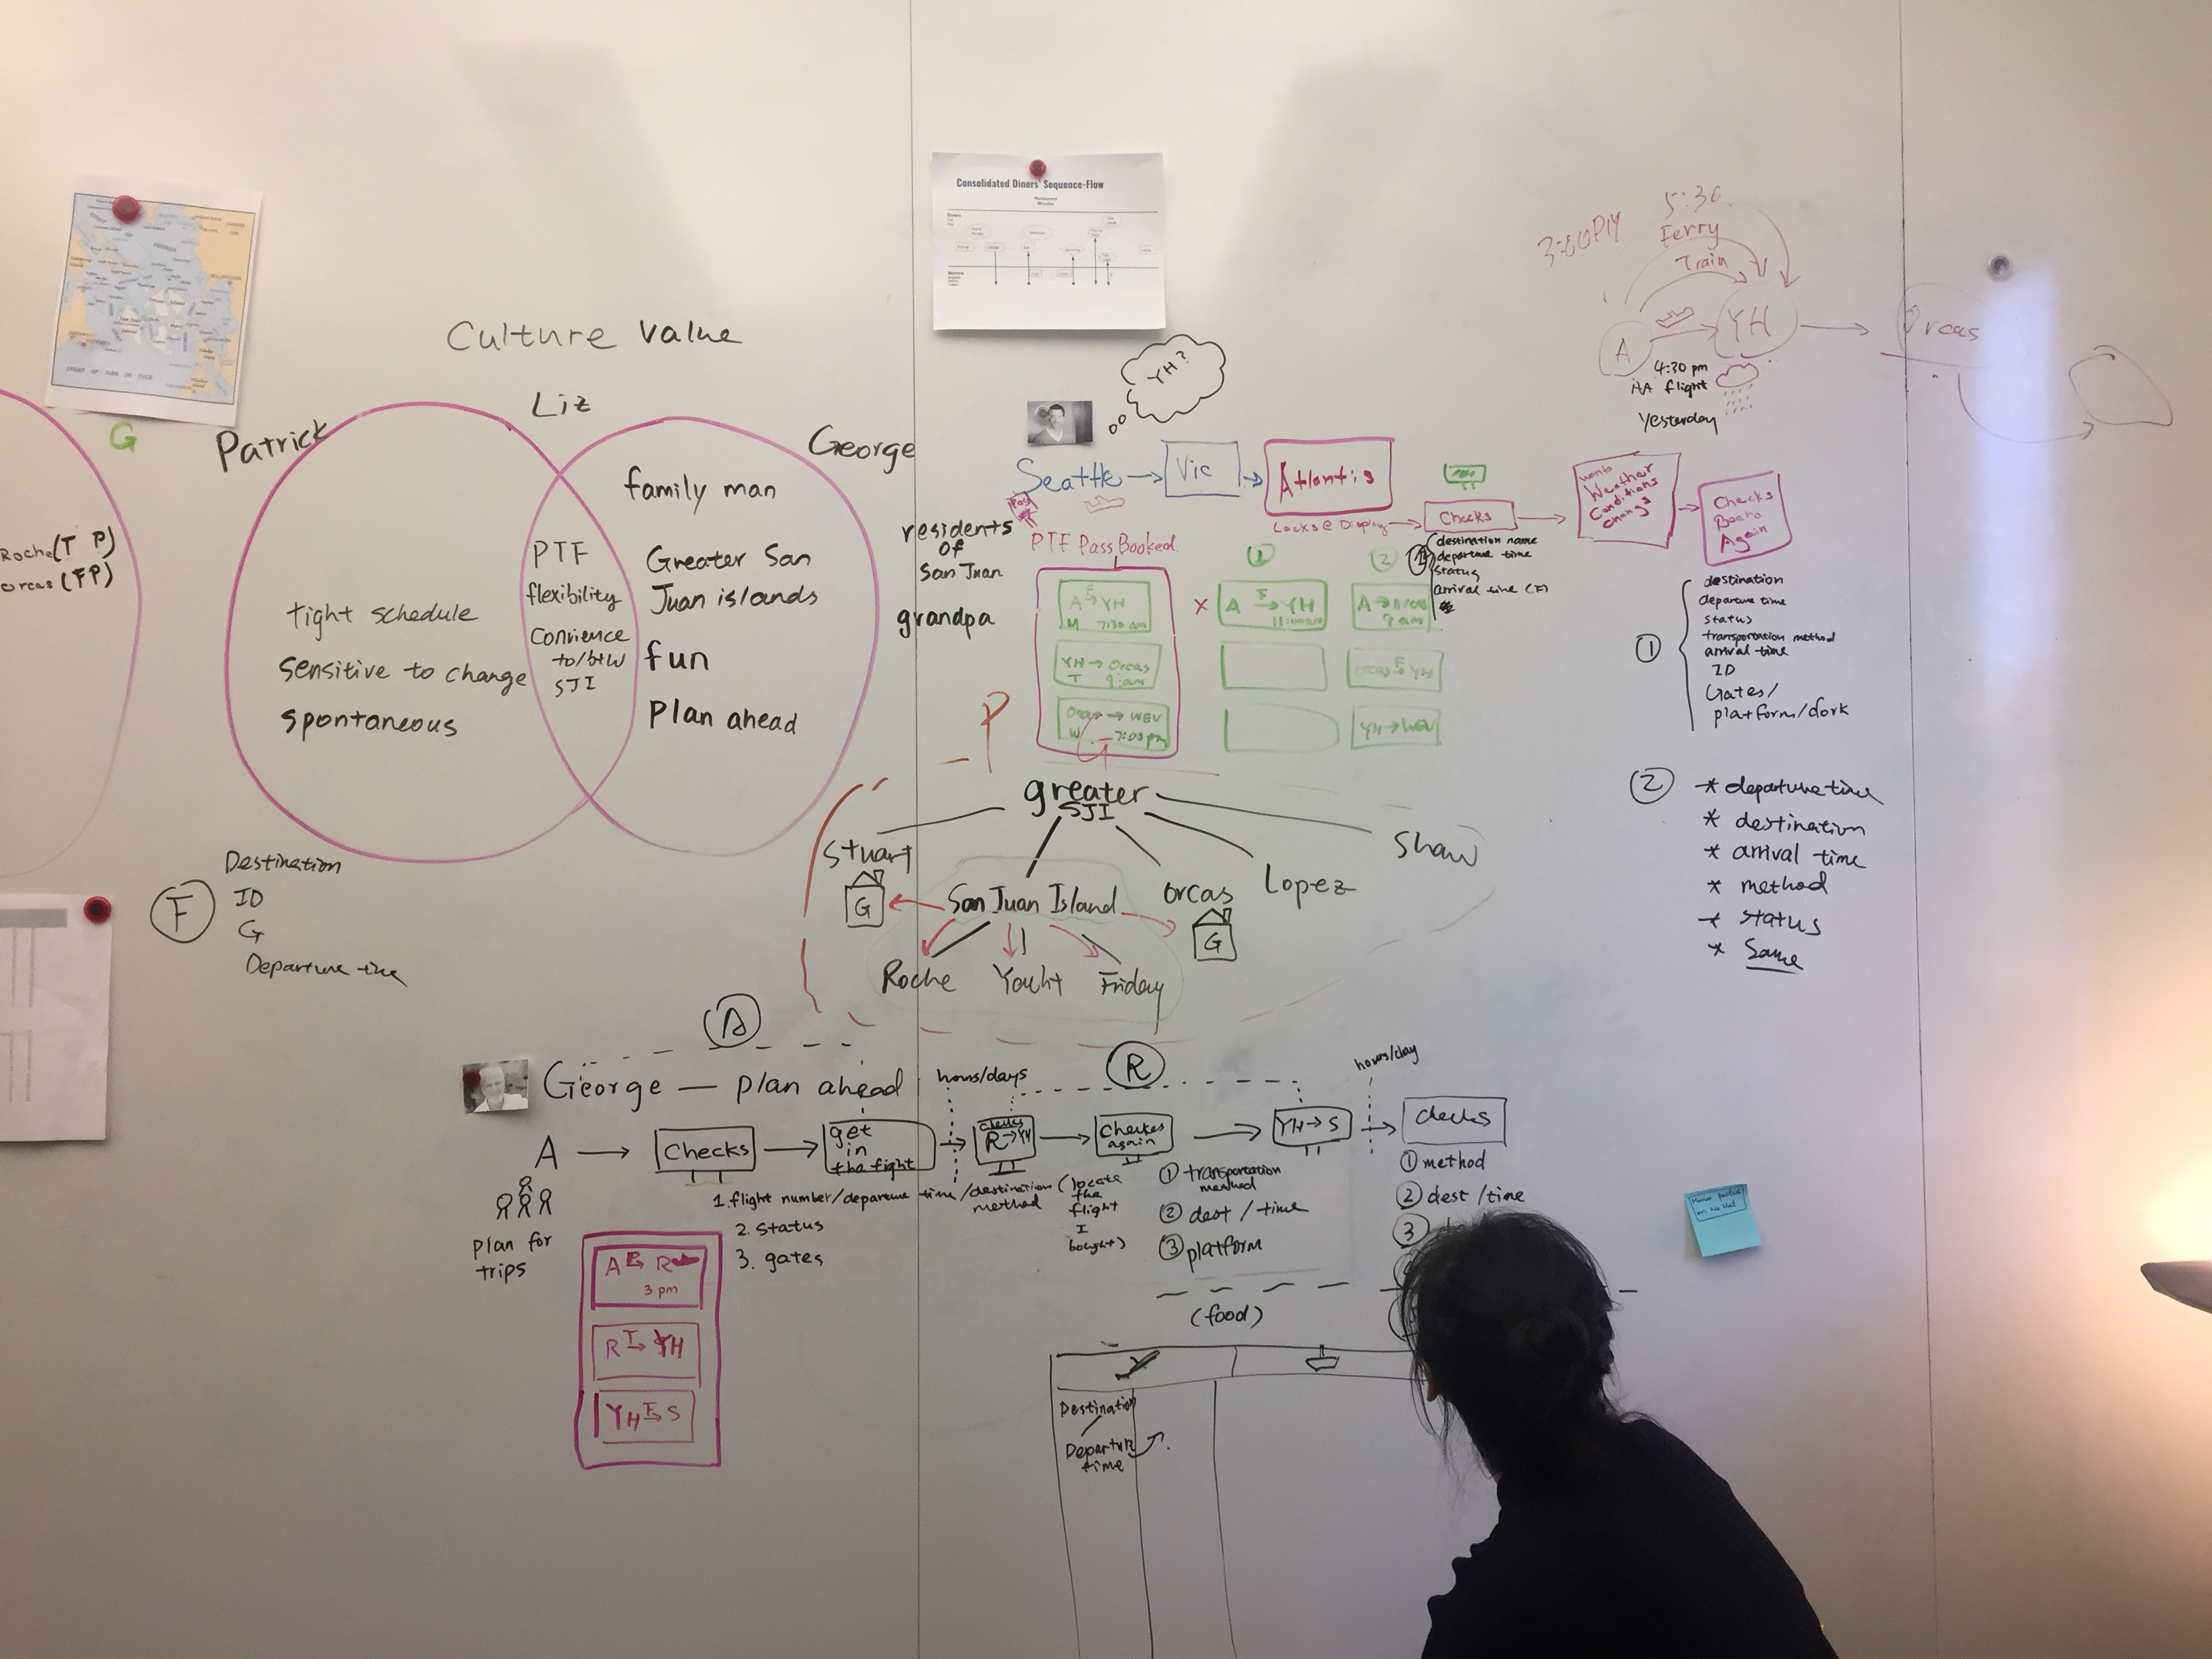 Culture Value
Liz
Patrick
George
G
Roche (T P)
orcas (FP)
tight schedule
sensitive to change
spontaneous
PTF
flexibility
Convience
to/btw
SJI
family man
Greater San
Juan islands
fun
Plan ahead
F
Destination
ID
G
Departure time
Consolidated Diners' Sequence-Flow
YH?
Seattle → Vic → Atlantis
Looks @ Display → Checks
Weather
Conditions
Change
Checks
Board
Again
residents
of
San Juan
grandpa
PTF Pass Booked
A F→ YH
M 7:30 am
YH → Orcas
T 9:am
Orcas → WEV
W 7:00 pm
x
1
A F→ YH
11:00am
2
A → orcas
9 am
orcas F→ YH
YH → WEV
1
destination name
departure time
status
arrival time (F)
3:00PM
5:30
Ferry
Train
A
YH
Orcas
4:30 pm
AA flight
Yesterday
1
destination
departure time
status
transportation method
arrival time
ID
Gates/
platform/dork
2
* departure time
* destination
* arrival time
* method
* status
* Same
P
greater
SJI
Stuart
G
San Juan Island
orcas
G
Lopez
Shaw
Roche
Yacht
Friday
A
R
George — plan ahead
hours/days
hours/day
A → Checks → get
in
the fight
checks
R → YH
Checkes
again
YH → S
checks
plan for
trips
1. flight number/departure time/destination
method
2. status
3. gates
(locate
the
flight
I
bought)
① transportation
method
② dest / time
③ platform
① method
② dest /time
③
(food)
A F→ R
3 pm
R T→ YH
YH F→ S
Destination
Departure
time